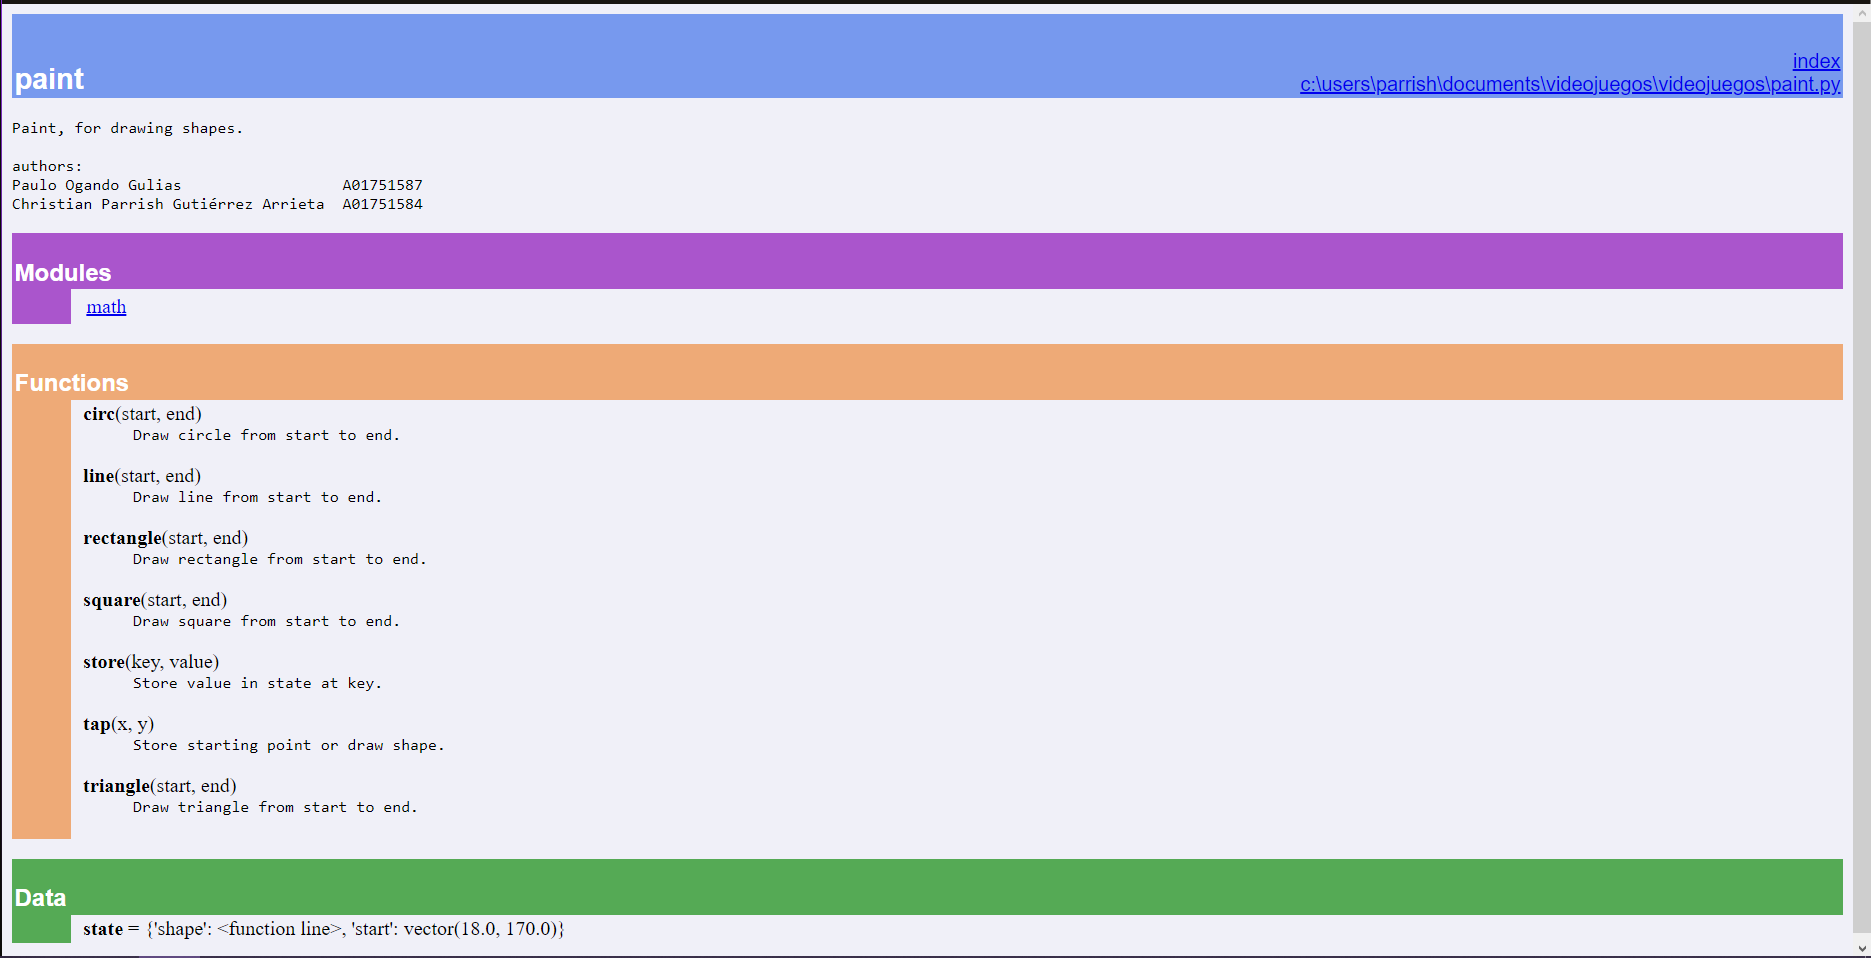 paint
index
c:\users\parrish\documents\videojuegos\videojuegos\paint.py
Paint, for drawing shapes.
authors:
Paulo Ogando Gulias                  A01751587
Christian Parrish Gutiérrez Arrieta  A01751584
Modules
math
Functions
circ(start, end)
Draw circle from start to end.
line(start, end)
Draw line from start to end.
rectangle(start, end)
Draw rectangle from start to end.
square(start, end)
Draw square from start to end.
store(key, value)
Store value in state at key.
tap(x, y)
Store starting point or draw shape.
triangle(start, end)
Draw triangle from start to end.
Data
state = {'shape': <function line>, 'start': vector(18.0, 170.0)}